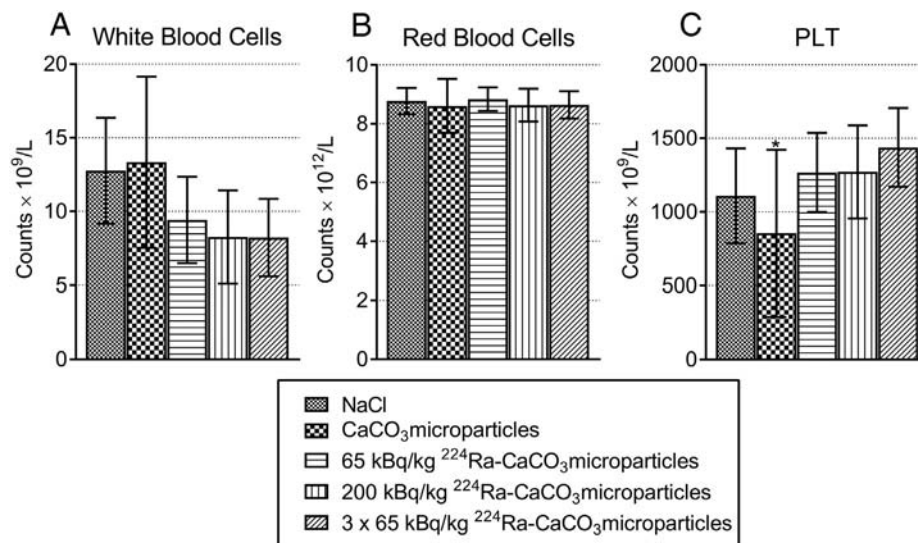 A
White Blood Cells
Counts × 10⁹/L
20
15
10
5
0
B
Red Blood Cells
Counts × 10¹²/L
10
8
6
4
2
0
C
PLT
Counts × 10⁹/L
2000
1500
1000
500
0
*
NaCl
CaCO₃microparticles
65 kBq/kg ²²⁴Ra-CaCO₃microparticles
200 kBq/kg ²²⁴Ra-CaCO₃microparticles
3 x 65 kBq/kg ²²⁴Ra-CaCO₃microparticles